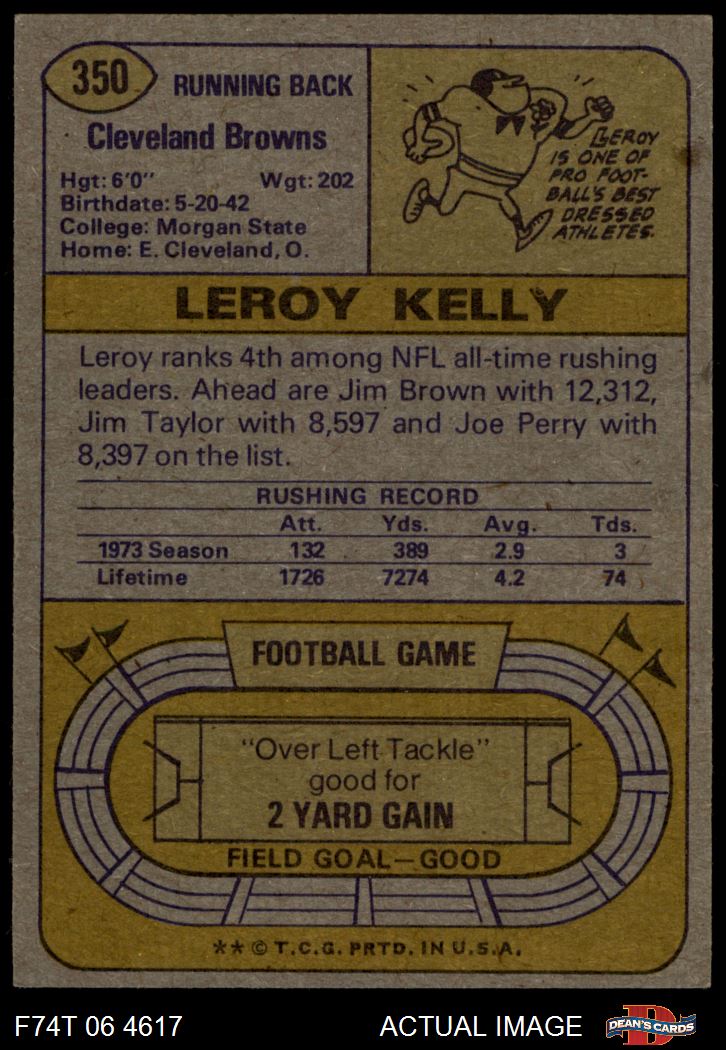 350
RUNNING BACK
Cleveland Browns
Hgt: 6'0" Wgt: 202
Birthdate: 5-20-42
College: Morgan State
Home: E. Cleveland, O.
LEROY
IS ONE OF
PRO FOOT-
BALL'S BEST
DRESSED
ATHLETES.
LEROY KELLY
Leroy ranks 4th among NFL all-time rushing
leaders. Ahead are Jim Brown with 12,312,
Jim Taylor with 8,597 and Joe Perry with
8,397 on the list.
RUSHING RECORD
Att. Yds. Avg. Tds.
1973 Season 132 389 2.9 3
Lifetime 1726 7274 4.2 74
FOOTBALL GAME
"Over Left Tackle"
good for
2 YARD GAIN
FIELD GOAL—GOOD
** © T.C.G. PRTD. IN U.S.A.
F74T 06 4617 ACTUAL IMAGE
D
DEAN'S CARDS